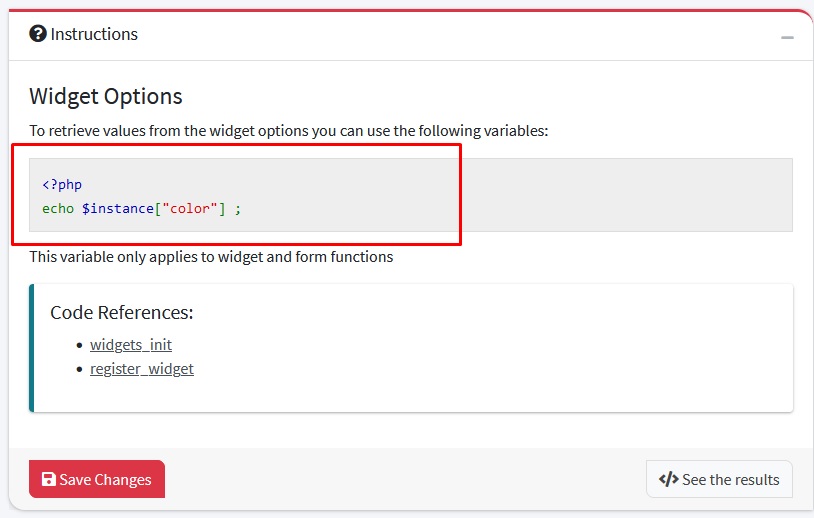 Instructions
Widget Options
To retrieve values from the widget options you can use the following variables:
<?php
echo $instance["color"] ;
This variable only applies to widget and form functions
Code References:
widgets_init
register_widget
Save Changes
</> See the results